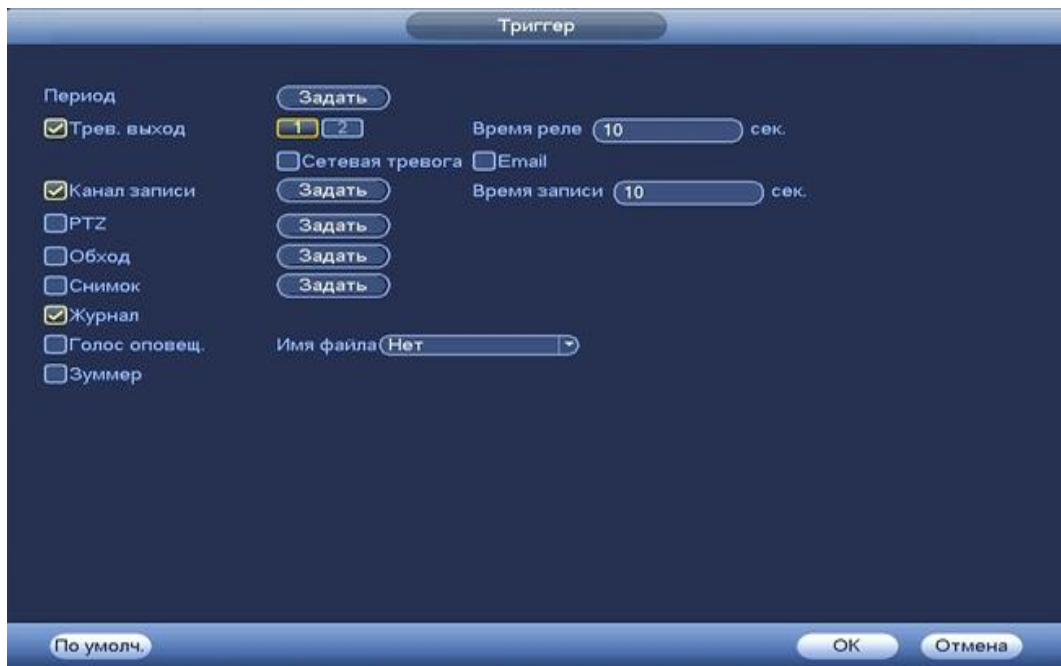 Триггер
Период Задать
Трев. выход 1 2 Время реле 10 сек.
Сетевая тревога Email
Канал записи Задать Время записи 10 сек.
PTZ Задать
Обход Задать
Снимок Задать
Журнал
Голос оповещ. Имя файла Нет
Зуммер
По умолч. OK Отмена